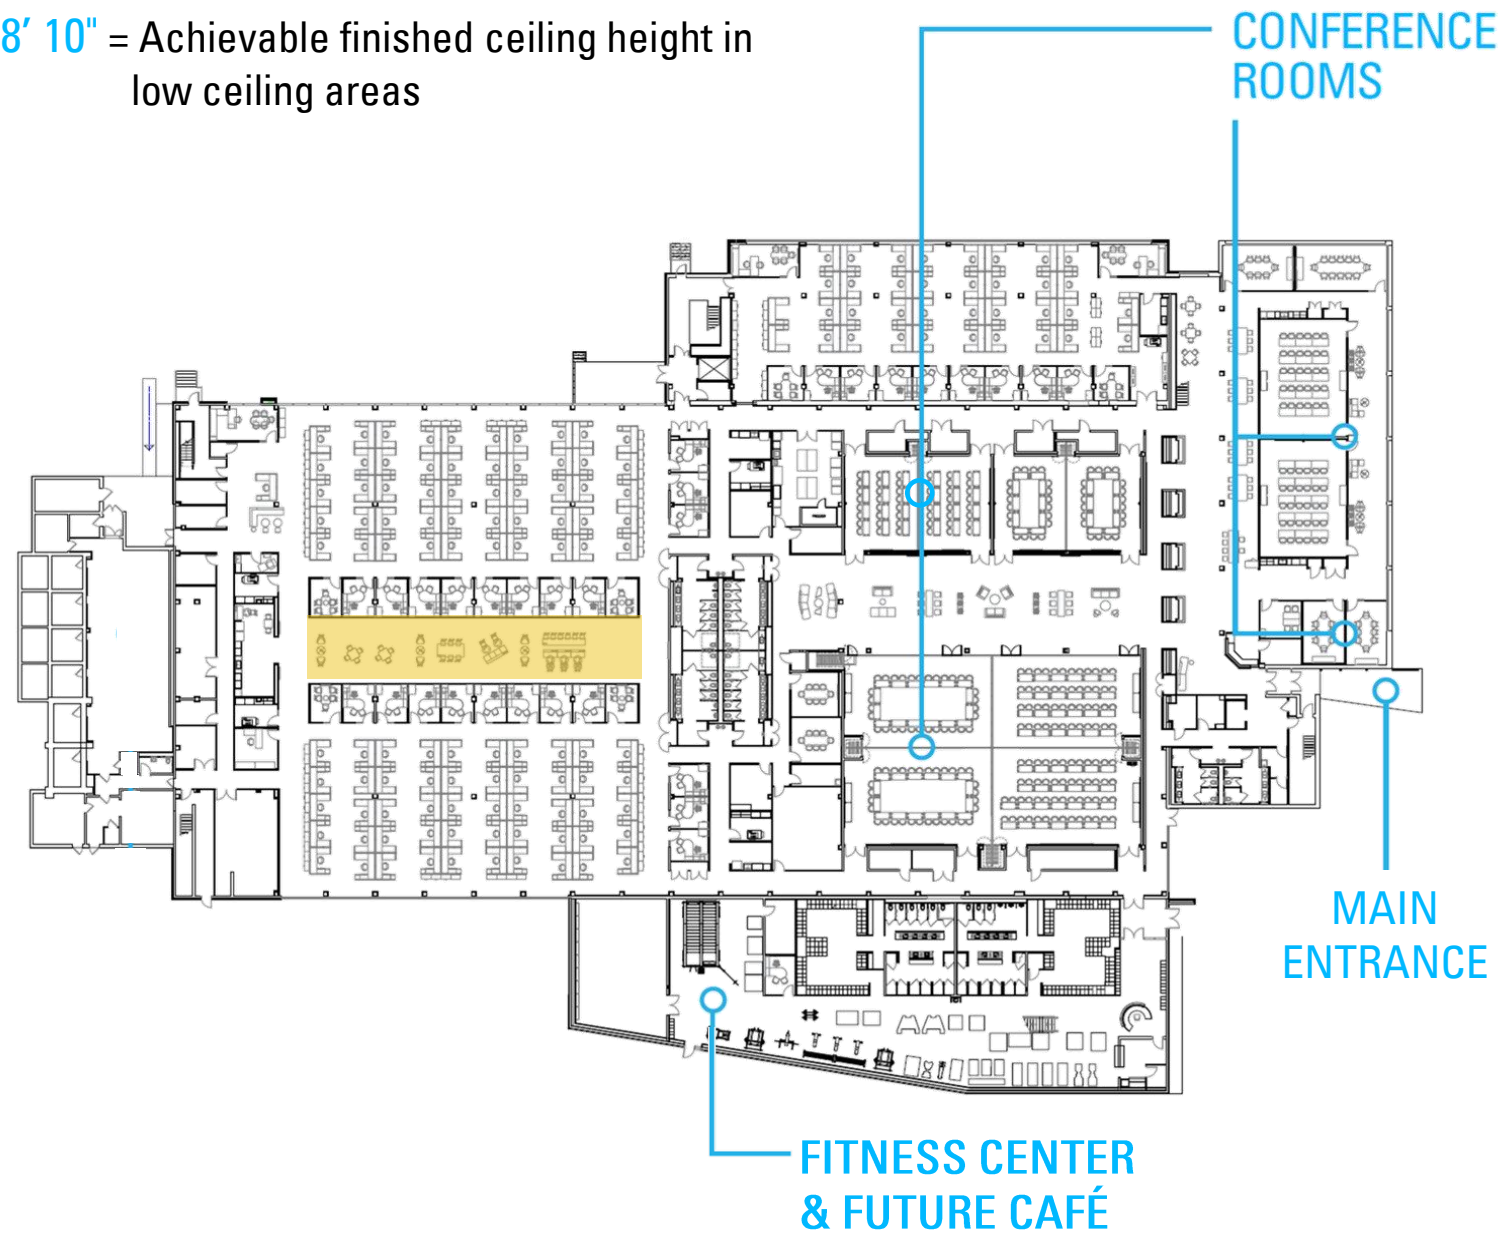 8’ 10" = Achievable finished ceiling height in
low ceiling areas
CONFERENCE
ROOMS
MAIN
ENTRANCE
FITNESS CENTER
& FUTURE CAFÉ